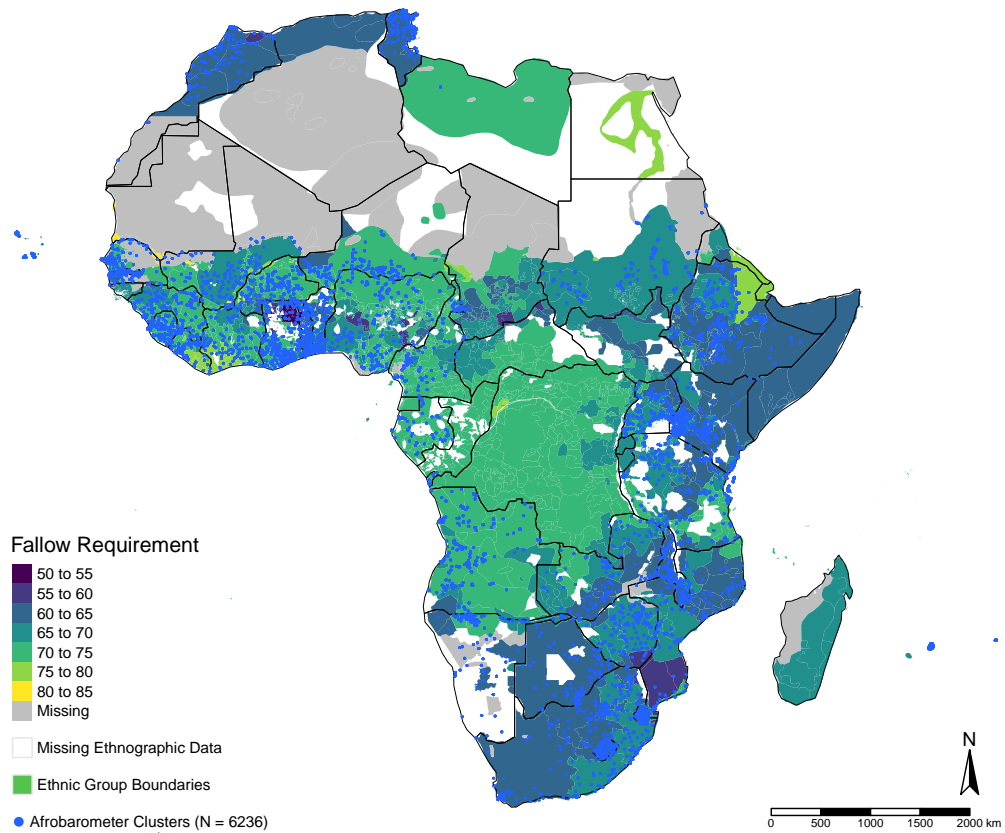 Fallow Requirement
50 to 55
55 to 60
60 to 65
65 to 70
70 to 75
75 to 80
80 to 85
Missing
Missing Ethnographic Data
Ethnic Group Boundaries
Afrobarometer Clusters (N = 6236)
N
0 500 1000 1500 2000 km